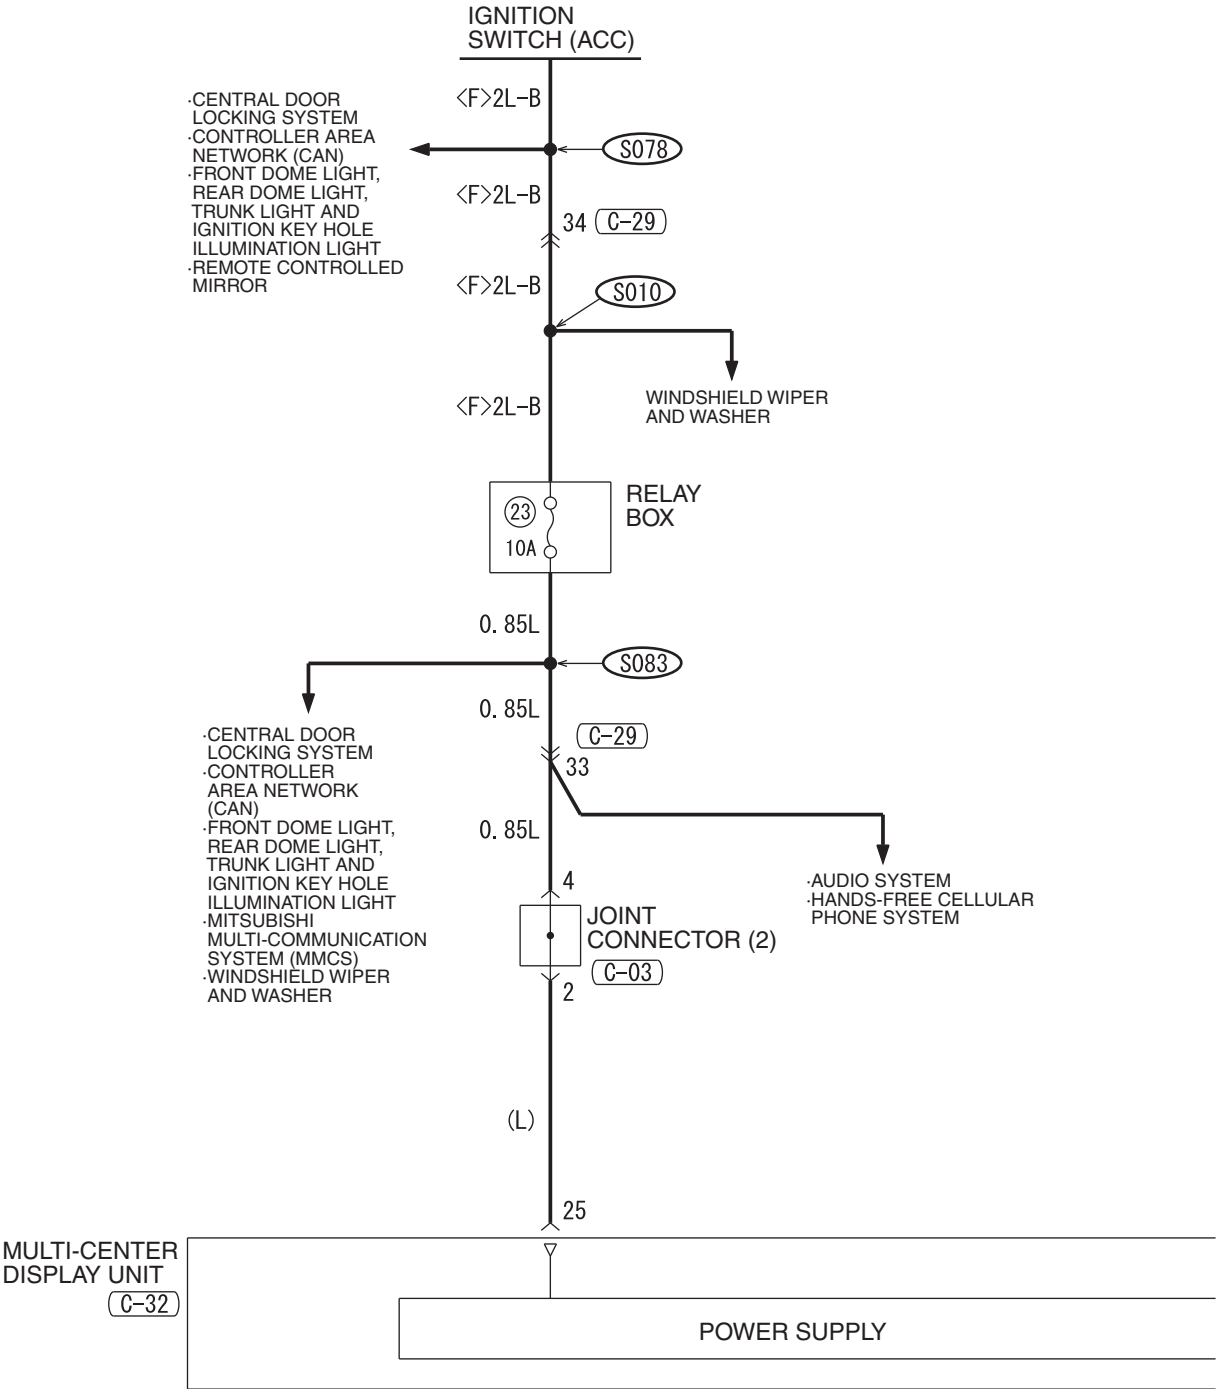 IGNITION
SWITCH (ACC)
<F>2L-B
·CENTRAL DOOR
LOCKING SYSTEM
·CONTROLLER AREA
NETWORK (CAN)
·FRONT DOME LIGHT,
REAR DOME LIGHT,
TRUNK LIGHT AND
IGNITION KEY HOLE
ILLUMINATION LIGHT
·REMOTE CONTROLLED
MIRROR
S078
<F>2L-B
34 C-29
<F>2L-B
S010
<F>2L-B
WINDSHIELD WIPER
AND WASHER
RELAY
BOX
23
10A
0.85L
S083
0.85L
C-29
33
·CENTRAL DOOR
LOCKING SYSTEM
·CONTROLLER
AREA NETWORK
(CAN)
·FRONT DOME LIGHT,
REAR DOME LIGHT,
TRUNK LIGHT AND
IGNITION KEY HOLE
ILLUMINATION LIGHT
·MITSUBISHI
MULTI-COMMUNICATION
SYSTEM (MMCS)
·WINDSHIELD WIPER
AND WASHER
0.85L
·AUDIO SYSTEM
·HANDS-FREE CELLULAR
PHONE SYSTEM
4
JOINT
CONNECTOR (2)
C-03
2
(L)
25
MULTI-CENTER
DISPLAY UNIT
C-32
POWER SUPPLY